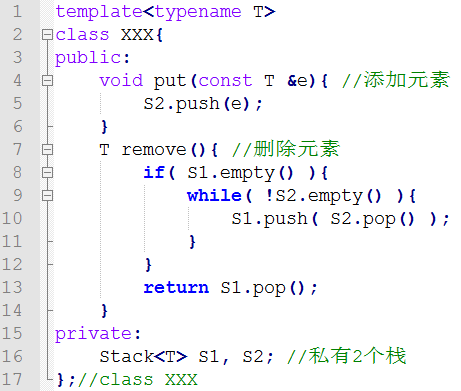 1 template<typename T>
2 class XXX{
3 public:
4     void put(const T &e){ //添加元素
5         S2.push(e);
6     }
7     T remove(){ //删除元素
8         if( S1.empty() ){
9             while( !S2.empty() ){
10                 S1.push( S2.pop() );
11             }
12         }
13         return S1.pop();
14     }
15 private:
16     Stack<T> S1, S2; //私有2个栈
17 };//class XXX